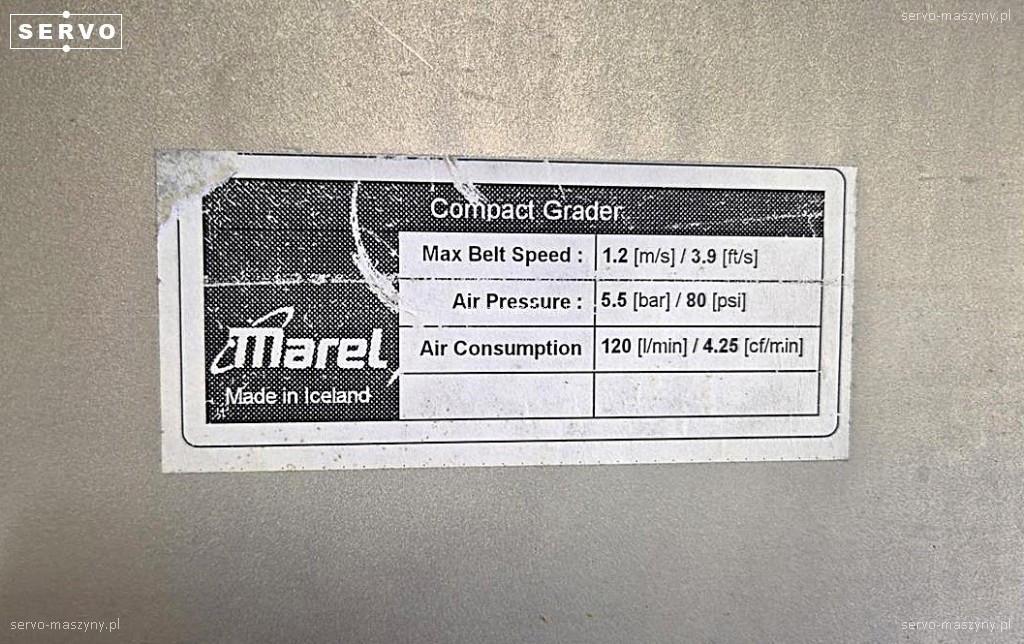 SERVO
servo-maszyny.pl
Compact Grader
Max Belt Speed : 1.2 [m/s] / 3.9 [ft/s]
Air Pressure : 5.5 [bar] / 80 [psi]
Air Consumption 120 [l/min] / 4.25 [cf/min]
Marel
Made in Iceland
servo-maszyny.pl
servo-maszyny.pl